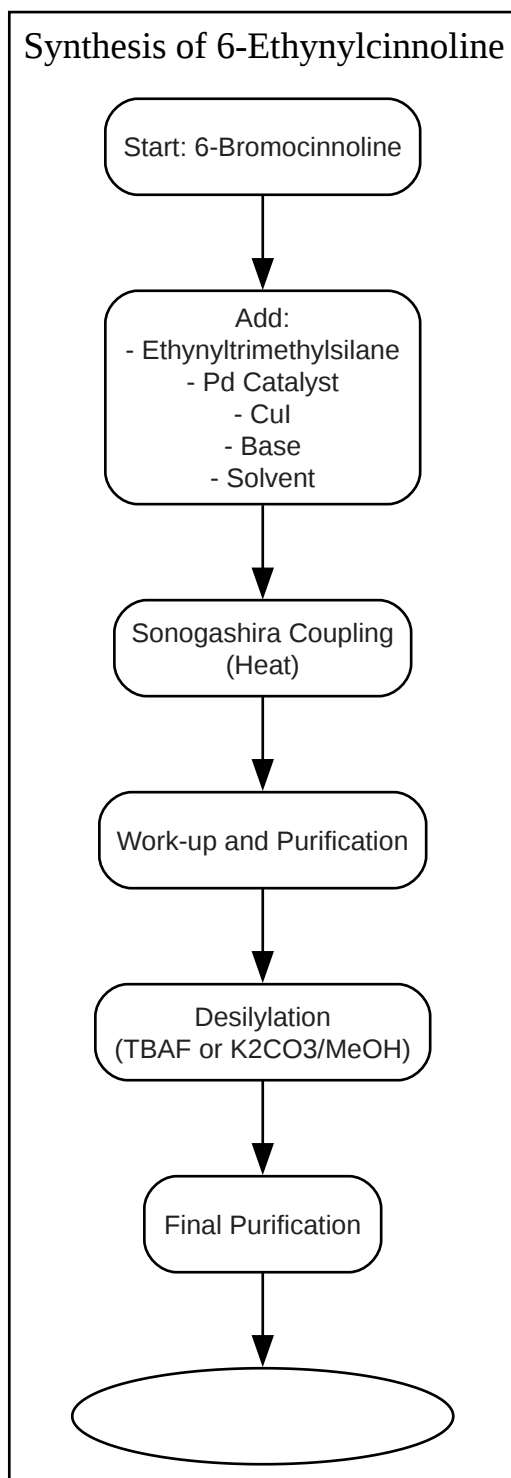 Synthesis of 6-Ethynylcinnoline
Start: 6-Bromocinnoline
Add:
- Ethynyltrimethylsilane
- Pd Catalyst
- CuI
- Base
- Solvent
Sonogashira Coupling
(Heat)
Work-up and Purification
Desilylation
(TBAF or K2CO3/MeOH)
Final Purification